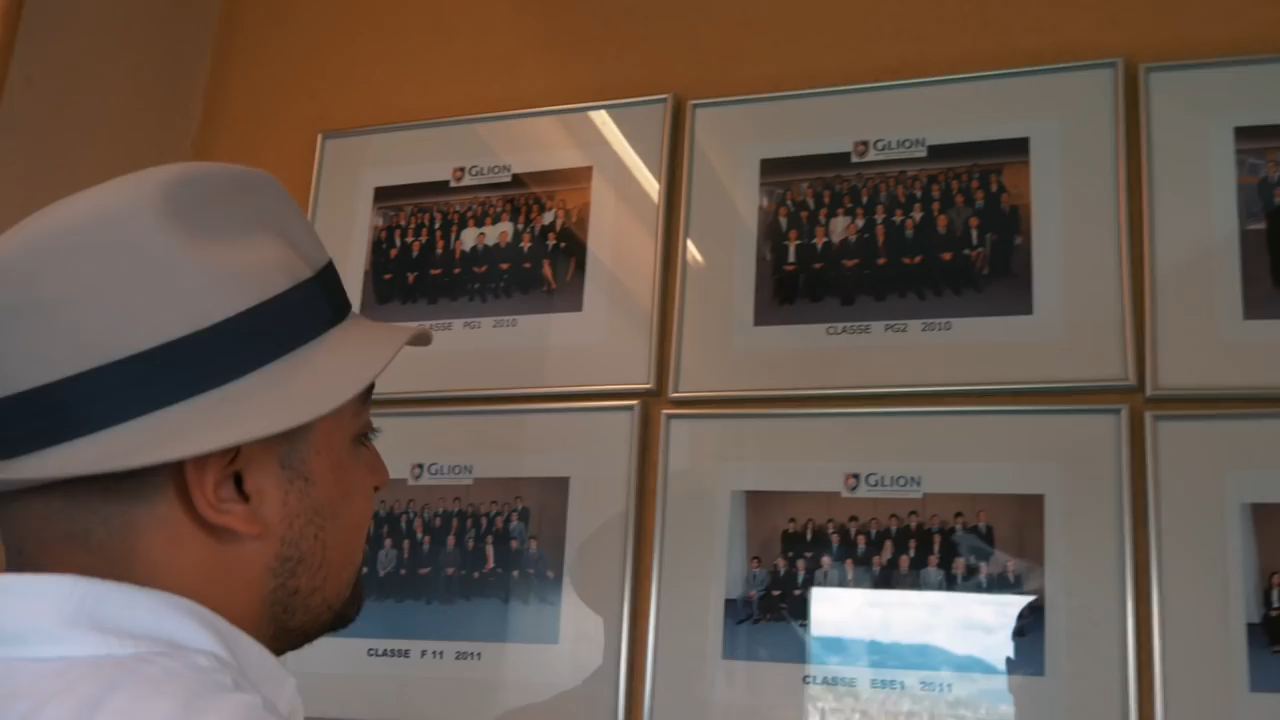 GLION
CLASSE PG1 2010
GLION
CLASSE PG2 2010
GLION
CLASSE F 11 2011
GLION
CLASSE ESE1 2011